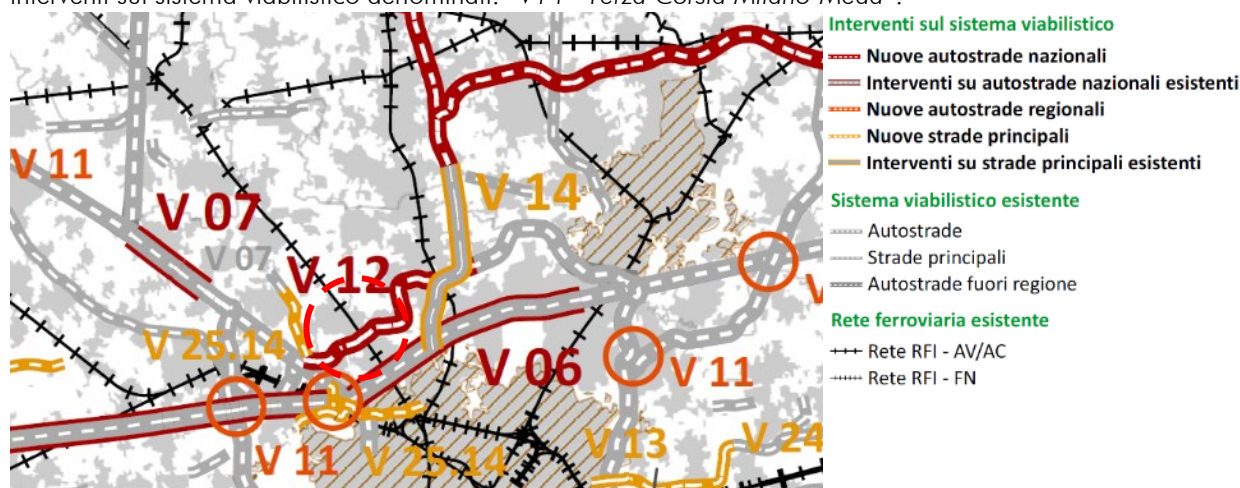 interventi sul sistema viabilistico denominati: "V14 - Terza Corsia Milano-Meda".
Interventi sul sistema viabilistico
Nuove autostrade nazionali
Interventi su autostrade nazionali esistenti
Nuove autostrade regionali
Nuove strade principali
Interventi su strade principali esistenti
Sistema viabilistico esistente
Autostrade
Strade principali
Autostrade fuori regione
Rete ferroviaria esistente
Rete RFI - AV/AC
Rete RFI - FN
V 11
V 07
V 14
V 07
V 12
V
V 25.14
V 06
V 11
V 11
V 25.14
V 13
V 24